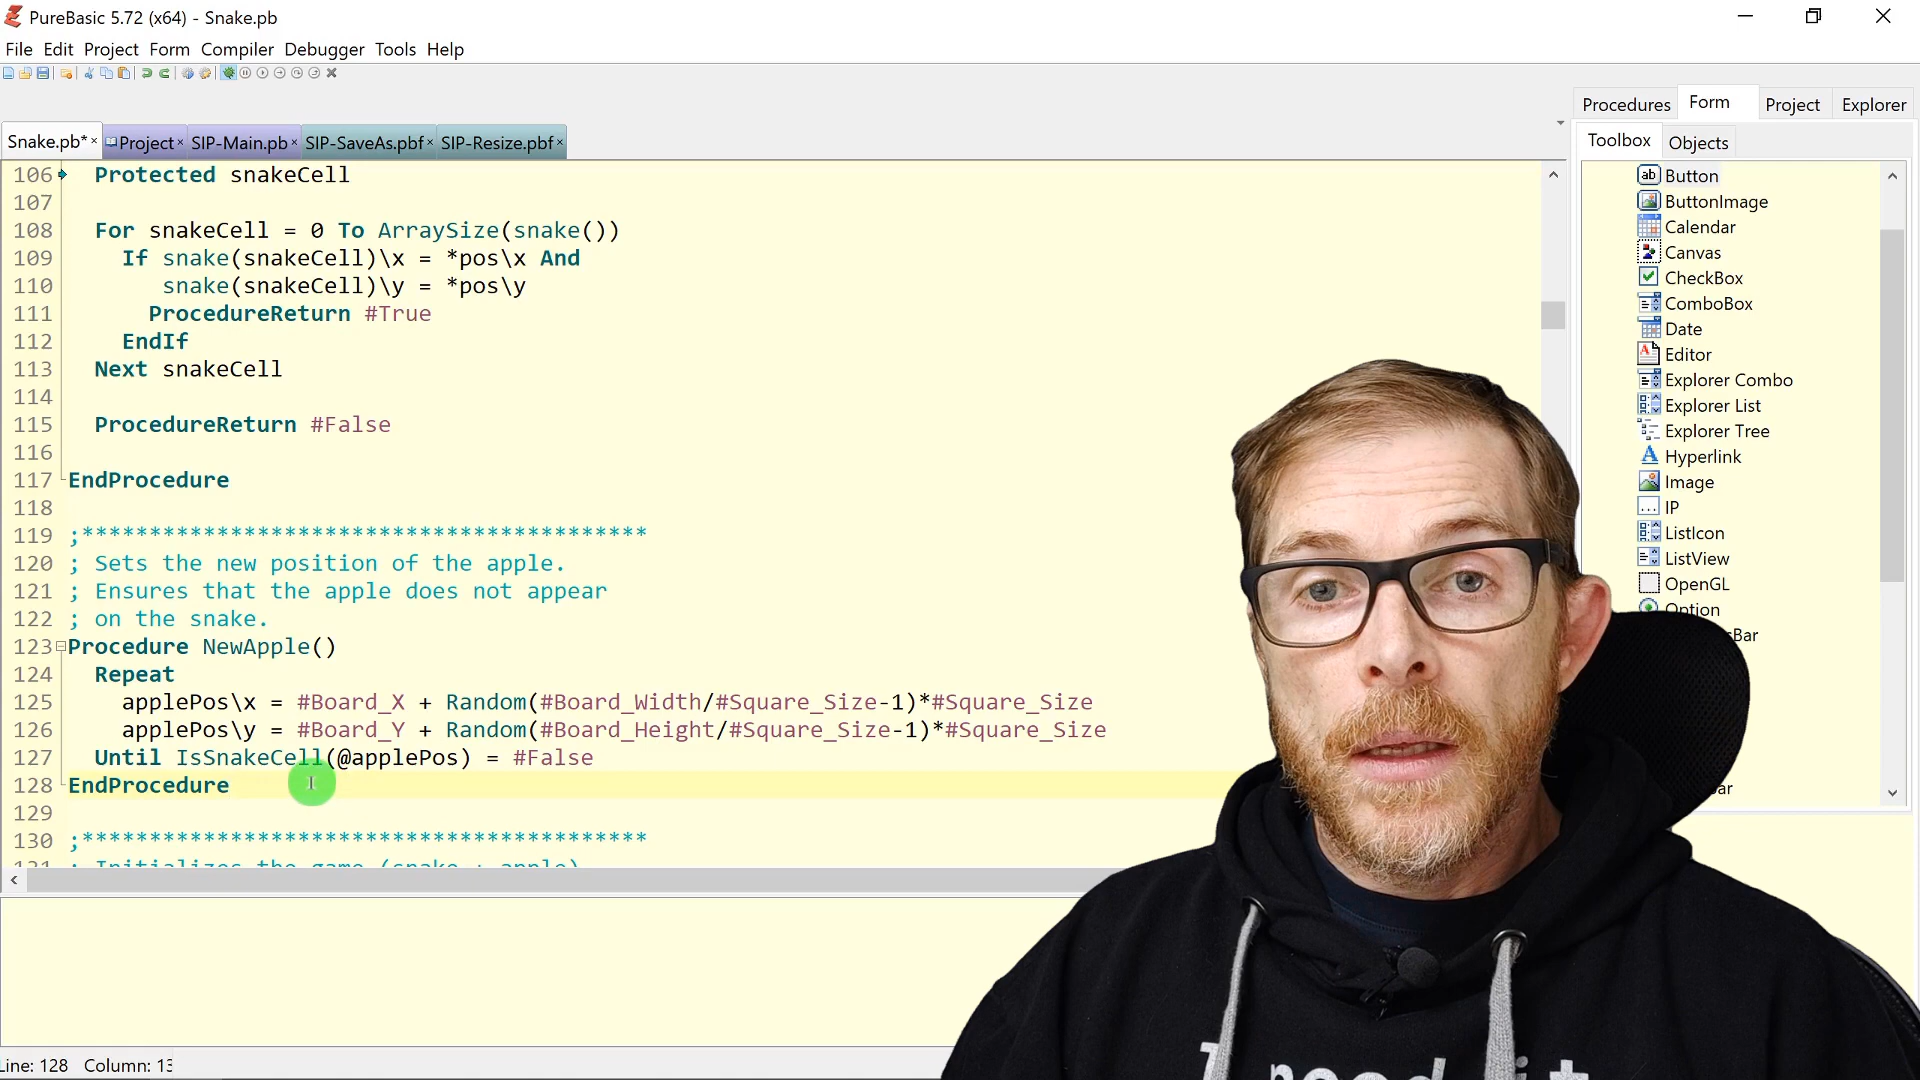 PureBasic 5.72 (x64) - Snake.pb
File Edit Project Form Compiler Debugger Tools Help
Procedures Form Project Explorer
Snake.pb* Project SIP-Main.pb SIP-SaveAs.pbf SIP-Resize.pbf
Toolbox Objects
106 Protected snakeCell
107
108 For snakeCell = 0 To ArraySize(snake())
109 If snake(snakeCell)\x = *pos\x And
110 snake(snakeCell)\y = *pos\y
111 ProcedureReturn #True
112 EndIf
113 Next snakeCell
114
115 ProcedureReturn #False
116
117 EndProcedure
118
119 ;******************************************
120 ; Sets the new position of the apple.
121 ; Ensures that the apple does not appear
122 ; on the snake.
123 Procedure NewApple()
124 Repeat
125 applePos\x = #Board_X + Random(#Board_Width/#Square_Size-1)*#Square_Size
126 applePos\y = #Board_Y + Random(#Board_Height/#Square_Size-1)*#Square_Size
127 Until IsSnakeCell(@applePos) = #False
128 EndProcedure
129
130 ;******************************************
131 ; Initializes the game (snake + apple)
Button
ButtonImage
Calendar
Canvas
CheckBox
ComboBox
Date
Editor
Explorer Combo
Explorer List
Explorer Tree
Hyperlink
Image
IP
ListIcon
ListView
OpenGL
Option
sBar
ar
Line: 128 Column: 13
I need it